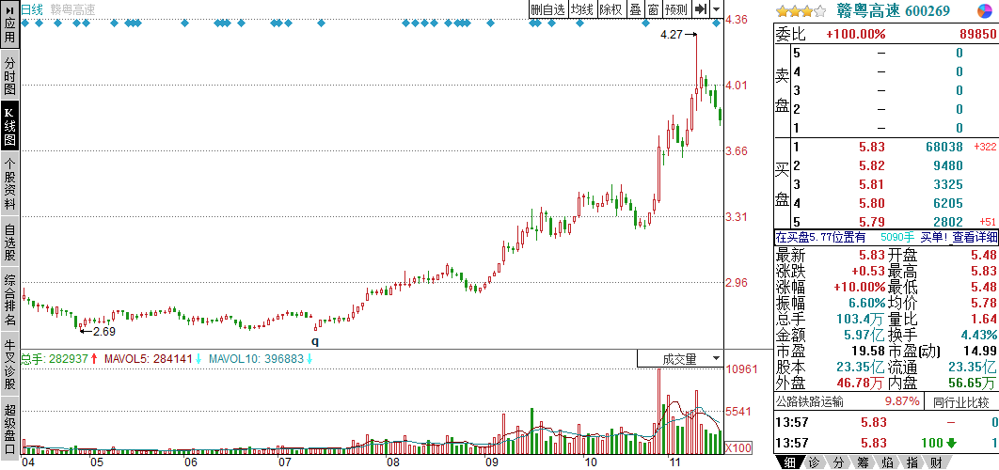 应用
分时图
K线图
个股资料
自选股
综合排名
牛叉诊股
超级盘口
日线 赣粤高速
删自选 均线 除权 叠 窗 预测
4.36
4.27
4.01
3.66
3.31
2.96
2.69
q
总手: 282937 MAVOL5: 284141 MAVOL10: 396883
成交量
10961
5541
X100
04 05 06 07 08 09 10 11
赣粤高速 600269
委比 +100.00% 89850
卖盘
5 — 0
4 — 0
3 — 0
2 — 0
1 — 0
买盘
1 5.83 68038 +322
2 5.82 9480
3 5.81 3325
4 5.80 6205
5 5.79 2802 +51
在买盘5.77位置有 5090手 买单! 查看详细
最新 5.83 开盘 5.48
涨跌 +0.53 最高 5.83
涨幅 +10.00% 最低 5.48
振幅 6.60% 均价 5.78
总手 103.4万 量比 1.64
金额 5.97亿 换手 4.43%
市盈 19.58 市盈(动) 14.99
股本 23.35亿 流通 23.35亿
外盘 46.78万 内盘 56.65万
公路铁路运输 9.87% 同行业比较
13:57 5.83 — 0
13:57 5.83 100
细 诊 分 筹 焰 指 财